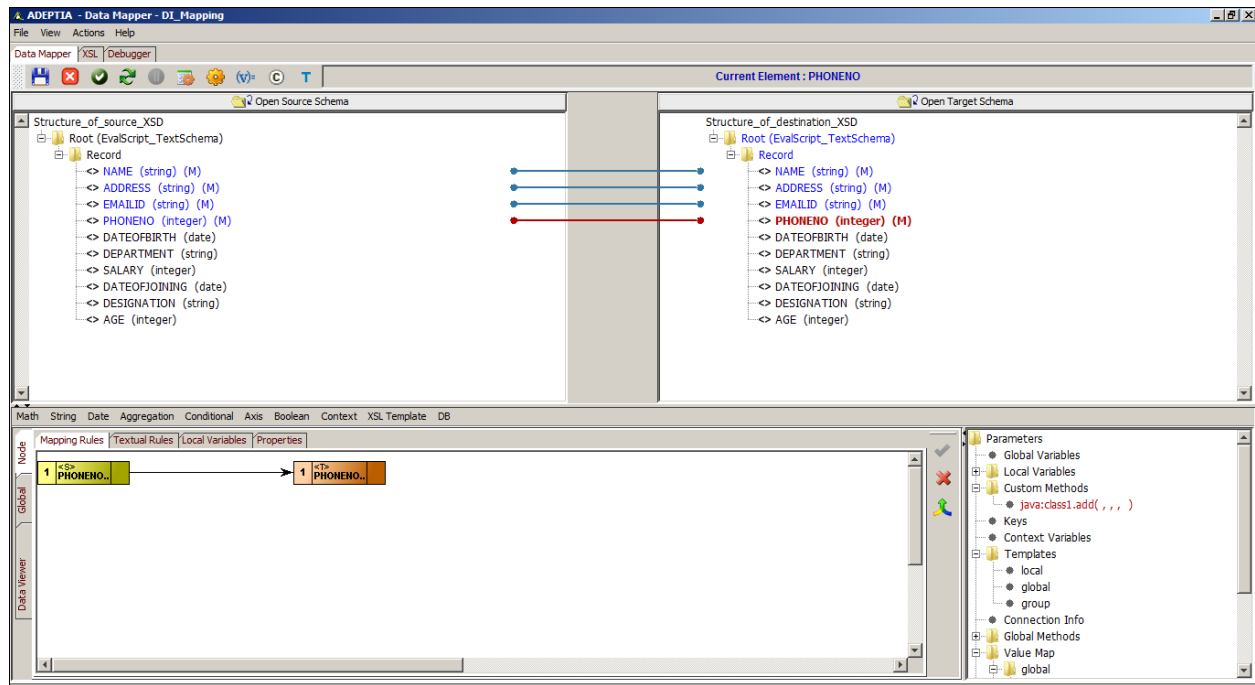 ADEPTIA - Data Mapper - DI_Mapping
File View Actions Help
Data Mapper XSL Debugger
(v)= C T Current Element : PHONENO
Open Source Schema
Structure_of_source_XSD
Root (EvalScript_TextSchema)
Record
<> NAME (string) (M)
<> ADDRESS (string) (M)
<> EMAILID (string) (M)
<> PHONENO (integer) (M)
<> DATEOFBIRTH (date)
<> DEPARTMENT (string)
<> SALARY (integer)
<> DATEOFJOINING (date)
<> DESIGNATION (string)
<> AGE (integer)
Open Target Schema
Structure_of_destination_XSD
Root (EvalScript_TextSchema)
Record
<> NAME (string) (M)
<> ADDRESS (string) (M)
<> EMAILID (string) (M)
<> PHONENO (integer) (M)
<> DATEOFBIRTH (date)
<> DEPARTMENT (string)
<> SALARY (integer)
<> DATEOFJOINING (date)
<> DESIGNATION (string)
<> AGE (integer)
Math String Date Aggregation Conditional Axis Boolean Context XSL Template DB
Node
Global
Data Viewer
Mapping Rules Textual Rules Local Variables Properties
1 <S> PHONENO..
1 <T> PHONENO..
Parameters
Global Variables
Local Variables
Custom Methods
java:class1.add( , , , )
Keys
Context Variables
Templates
local
global
group
Connection Info
Global Methods
Value Map
global